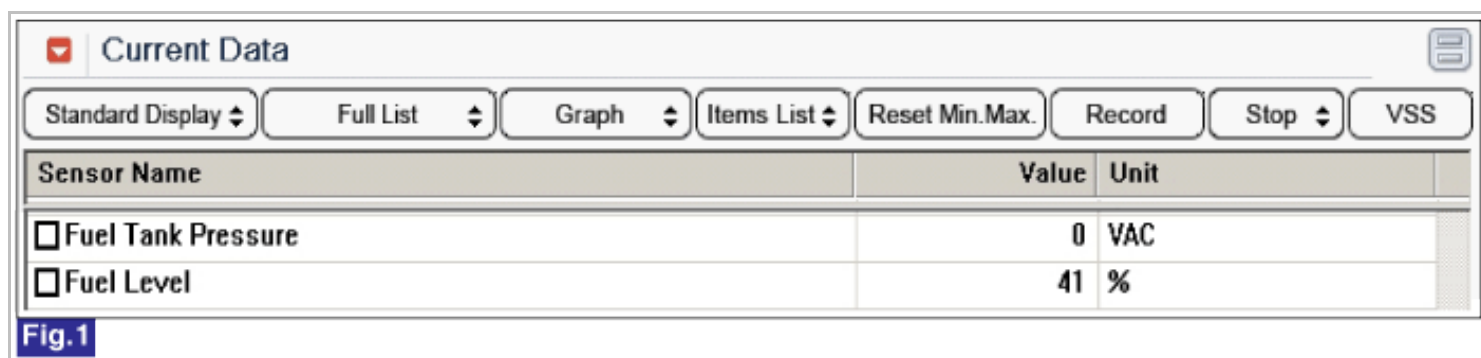 Current Data
Standard Display Full List Graph Items List Reset Min.Max. Record Stop VSS
Sensor Name Value Unit
Fuel Tank Pressure 0 VAC
Fuel Level 41 %
Fig.1